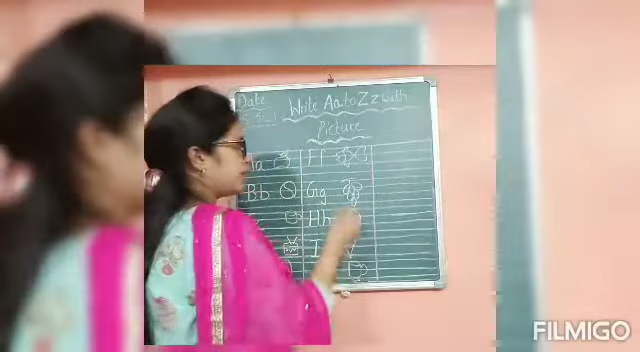 Date
Write Aa to Zz with
Picture
Ff
Bb Gg
Hh
I
FILMIGO